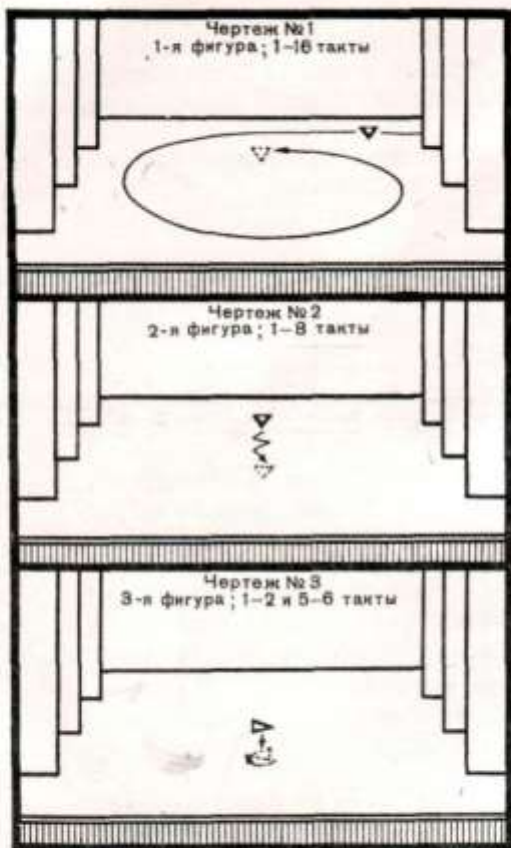 Чертеж №1
1-я фигура; 1–16 такты
Чертеж №2
2-я фигура; 1–8 такты
Чертеж №3
3-я фигура; 1–2 и 5–6 такты